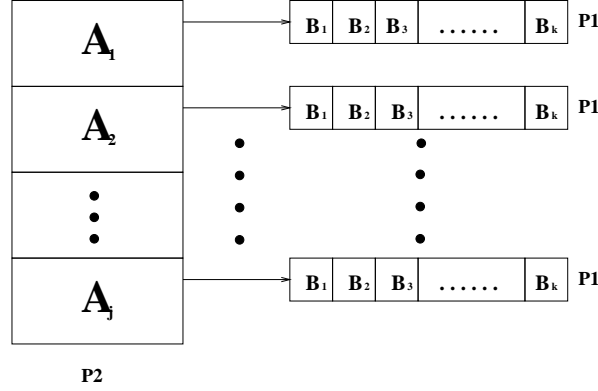 A1 B1 B2 B3 ...... Bk P1
A2 B1 B2 B3 ...... Bk P1
Aj B1 B2 B3 ...... Bk P1
P2